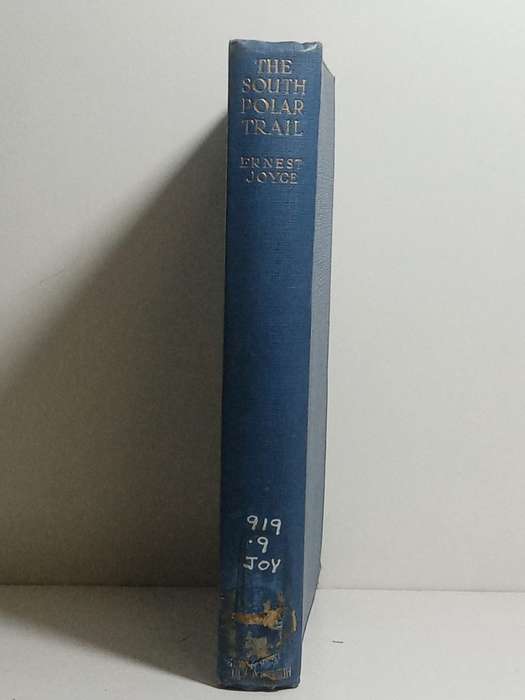 THE
SOUTH
POLAR
TRAIL
ERNEST
JOYCE
919
.9
JOY